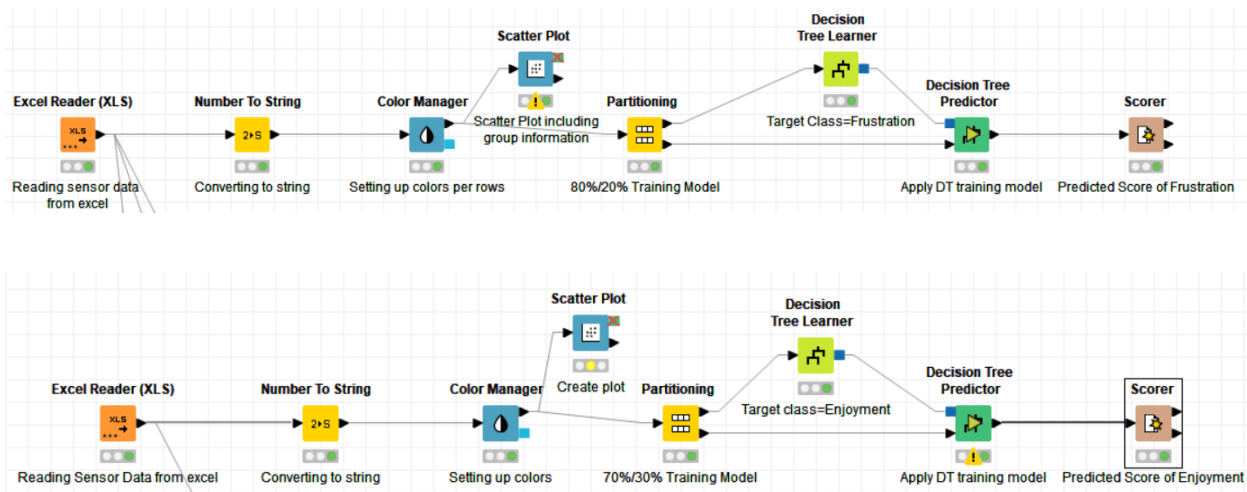 Decision
Tree Learner
Scatter Plot
Excel Reader (XLS)
Number To String
Color Manager
Partitioning
Decision Tree
Predictor
Scorer
XLS
2▸S
Scatter Plot including
group information
Target Class=Frustration
Reading sensor data
from excel
Converting to string
Setting up colors per rows
80%/20% Training Model
Apply DT training model
Predicted Score of Frustration
Scatter Plot
Decision
Tree Learner
Excel Reader (XLS)
Number To String
Color Manager
Create plot
Partitioning
Decision Tree
Predictor
Scorer
Target class=Enjoyment
XLS
2▸S
Reading Sensor Data from excel
Converting to string
Setting up colors
70%/30% Training Model
Apply DT training model
Predicted Score of Enjoyment